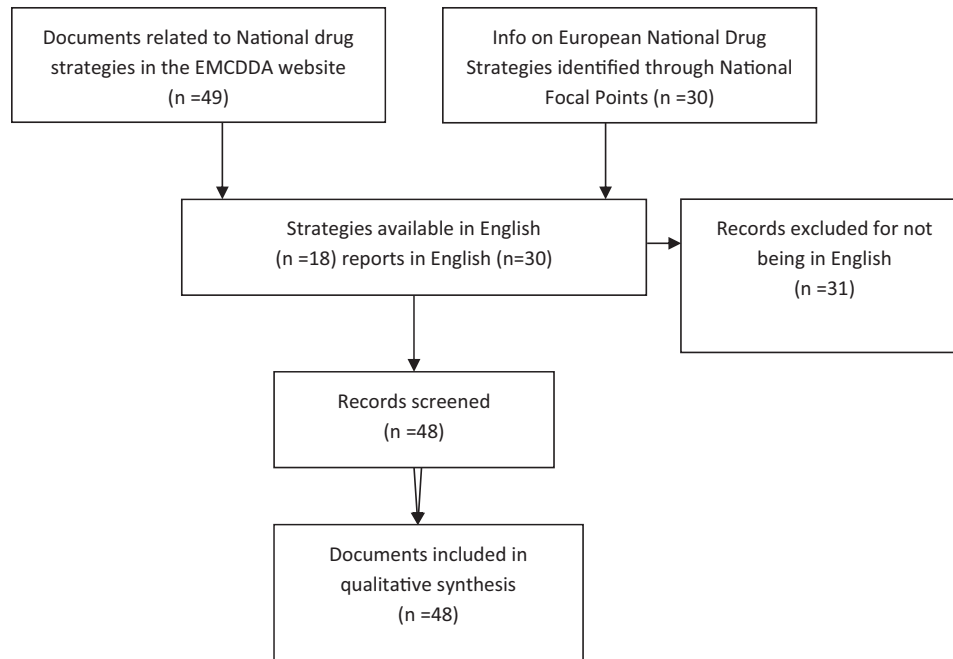 Documents related to National drug
strategies in the EMCDDA website
(n =49)
Info on European National Drug
Strategies identified through National
Focal Points (n =30)
Strategies available in English
(n =18) reports in English (n=30)
Records excluded for not
being in English
(n =31)
Records screened
(n =48)
Documents included in
qualitative synthesis
(n =48)